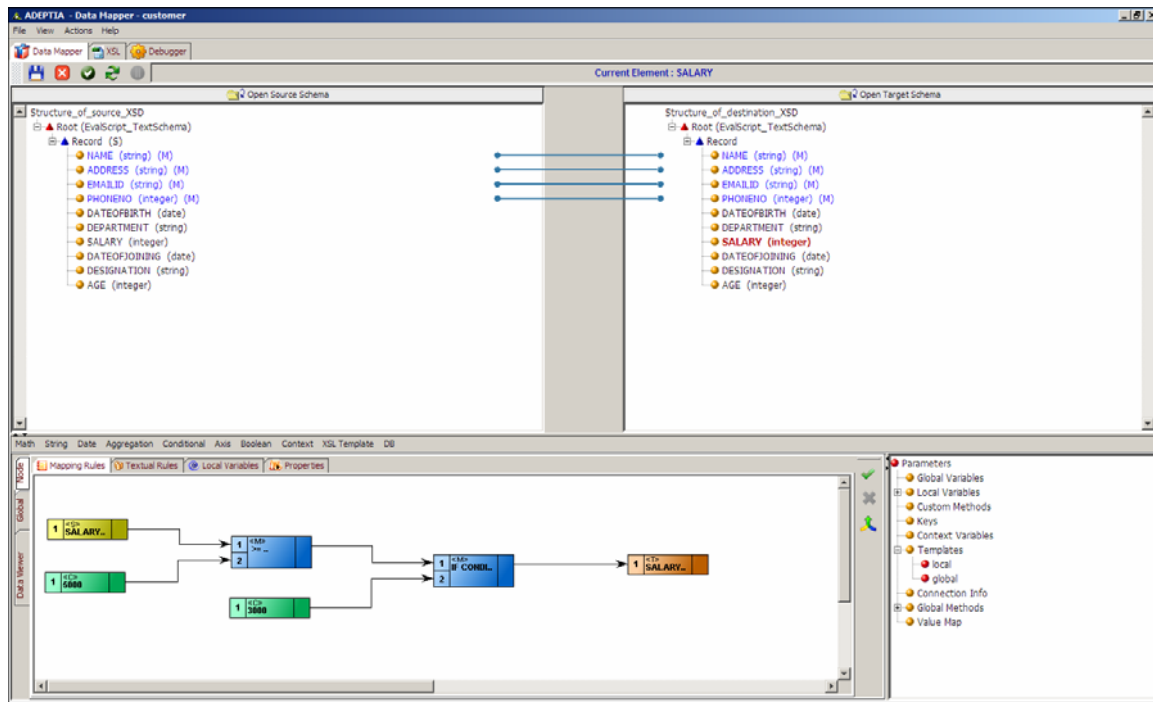 ADEPTIA - Data Mapper - customer
File View Actions Help
Data Mapper XSL Debugger
Current Element : SALARY
Open Source Schema Open Target Schema
Structure_of_source_XSD
Root (EvalScript_TextSchema)
Record (S)
NAME (string) (M)
ADDRESS (string) (M)
EMAILID (string) (M)
PHONENO (integer) (M)
DATEOFBIRTH (date)
DEPARTMENT (string)
SALARY (integer)
DATEOFJOINING (date)
DESIGNATION (string)
AGE (integer)
Structure_of_destination_XSD
Root (EvalScript_TextSchema)
Record
NAME (string) (M)
ADDRESS (string) (M)
EMAILID (string) (M)
PHONENO (integer) (M)
DATEOFBIRTH (date)
DEPARTMENT (string)
SALARY (integer)
DATEOFJOINING (date)
DESIGNATION (string)
AGE (integer)
Math String Date Aggregation Conditional Axis Boolean Context XSL Template DB
Node
Global
Data Viewer
Mapping Rules Textual Rules Local Variables Properties
1 <S> SALARY..
1 <C> 5000
1 <M> >= ..
2
1 <C> 3000
1 <M> IF CONDI..
2
1 <T> SALARY..
Parameters
Global Variables
Local Variables
Custom Methods
Keys
Context Variables
Templates
local
global
Connection Info
Global Methods
Value Map